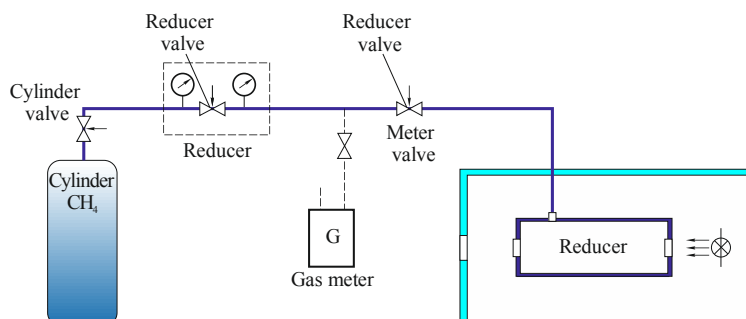 Reducer
valve
Reducer
valve
Cylinder
valve
Reducer
Meter
valve
Cylinder
CH4
G
Gas meter
Reducer